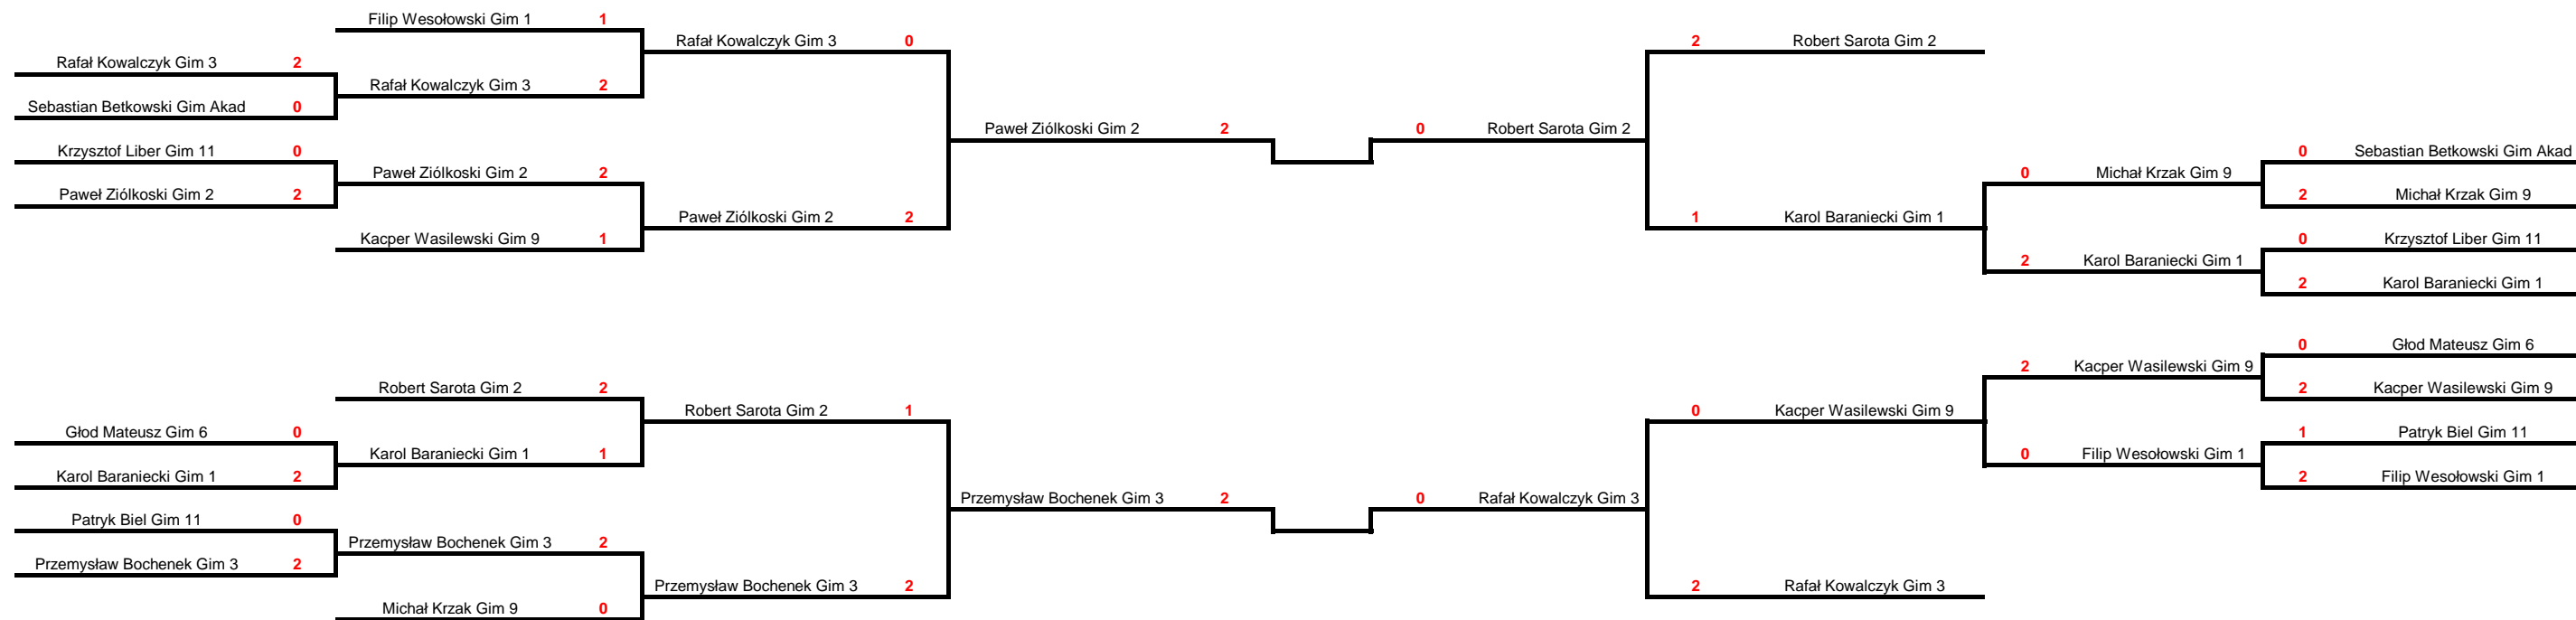 Filip Wesołowski Gim 1 1
Rafał Kowalczyk Gim 3 0 2 Robert Sarota Gim 2
Rafał Kowalczyk Gim 3 2
Rafał Kowalczyk Gim 3 2
Sebastian Betkowski Gim Akad 0
Paweł Ziólkoski Gim 2 2 0 Robert Sarota Gim 2
Krzysztof Liber Gim 11 0 0 Sebastian Betkowski Gim Akad
Paweł Ziólkoski Gim 2 2 0 Michał Krzak Gim 9
Paweł Ziólkoski Gim 2 2 2 Michał Krzak Gim 9
Paweł Ziólkoski Gim 2 2 1 Karol Baraniecki Gim 1
Kacper Wasilewski Gim 9 1 0 Krzysztof Liber Gim 11
2 Karol Baraniecki Gim 1
2 Karol Baraniecki Gim 1
0 Głod Mateusz Gim 6
2 Kacper Wasilewski Gim 9
Robert Sarota Gim 2 2 2 Kacper Wasilewski Gim 9
Robert Sarota Gim 2 1 0 Kacper Wasilewski Gim 9
Głod Mateusz Gim 6 0 1 Patryk Biel Gim 11
Karol Baraniecki Gim 1 1 0 Filip Wesołowski Gim 1
Karol Baraniecki Gim 1 2 2 Filip Wesołowski Gim 1
Przemysław Bochenek Gim 3 2 0 Rafał Kowalczyk Gim 3
Patryk Biel Gim 11 0
Przemysław Bochenek Gim 3 2
Przemysław Bochenek Gim 3 2
Przemysław Bochenek Gim 3 2 2 Rafał Kowalczyk Gim 3
Michał Krzak Gim 9 0